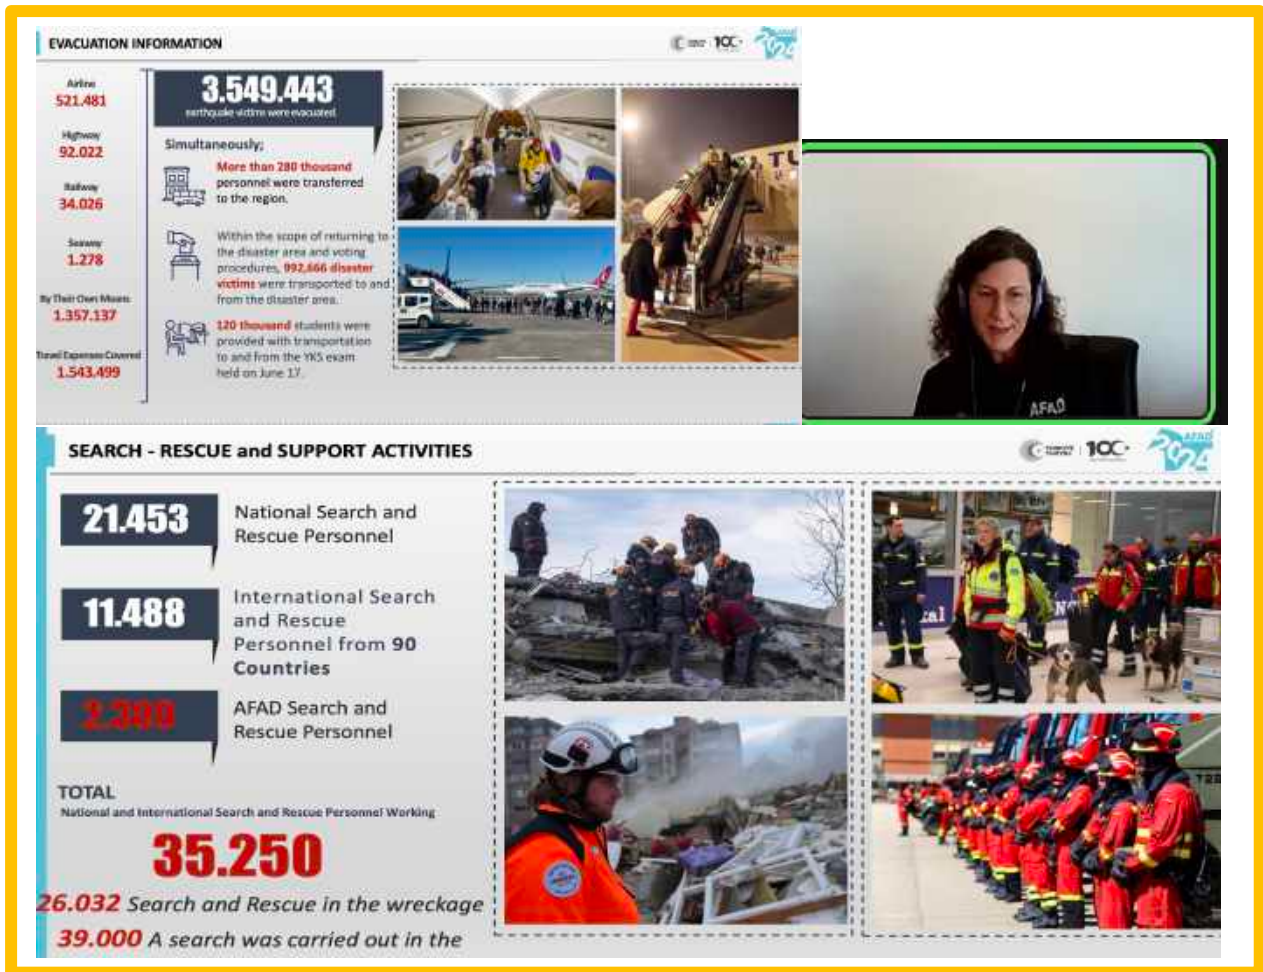 EVACUATION INFORMATION
100
Airline
521.481
Highway
92.022
Railway
34.026
Seaway
1.278
By Their Own Means
1.357.137
Travel Expenses Covered
1.543.499
3.549.443
earthquake victims were evacuated.
Simultaneously;
More than 280 thousand
personnel were transferred
to the region.
Within the scope of returning to
the disaster area and voting
procedures, 992,666 disaster
victims were transported to and
from the disaster area.
120 thousand students were
provided with transportation
to and from the YKS exam
held on June 17.
TU
AFAD
SEARCH - RESCUE and SUPPORT ACTIVITIES
100
AFAD
21.453
National Search and
Rescue Personnel
11.488
International Search
and Rescue
Personnel from 90
Countries
AFAD Search and
Rescue Personnel
TOTAL
National and International Search and Rescue Personnel Working
35.250
26.032 Search and Rescue in the wreckage
39.000 A search was carried out in the